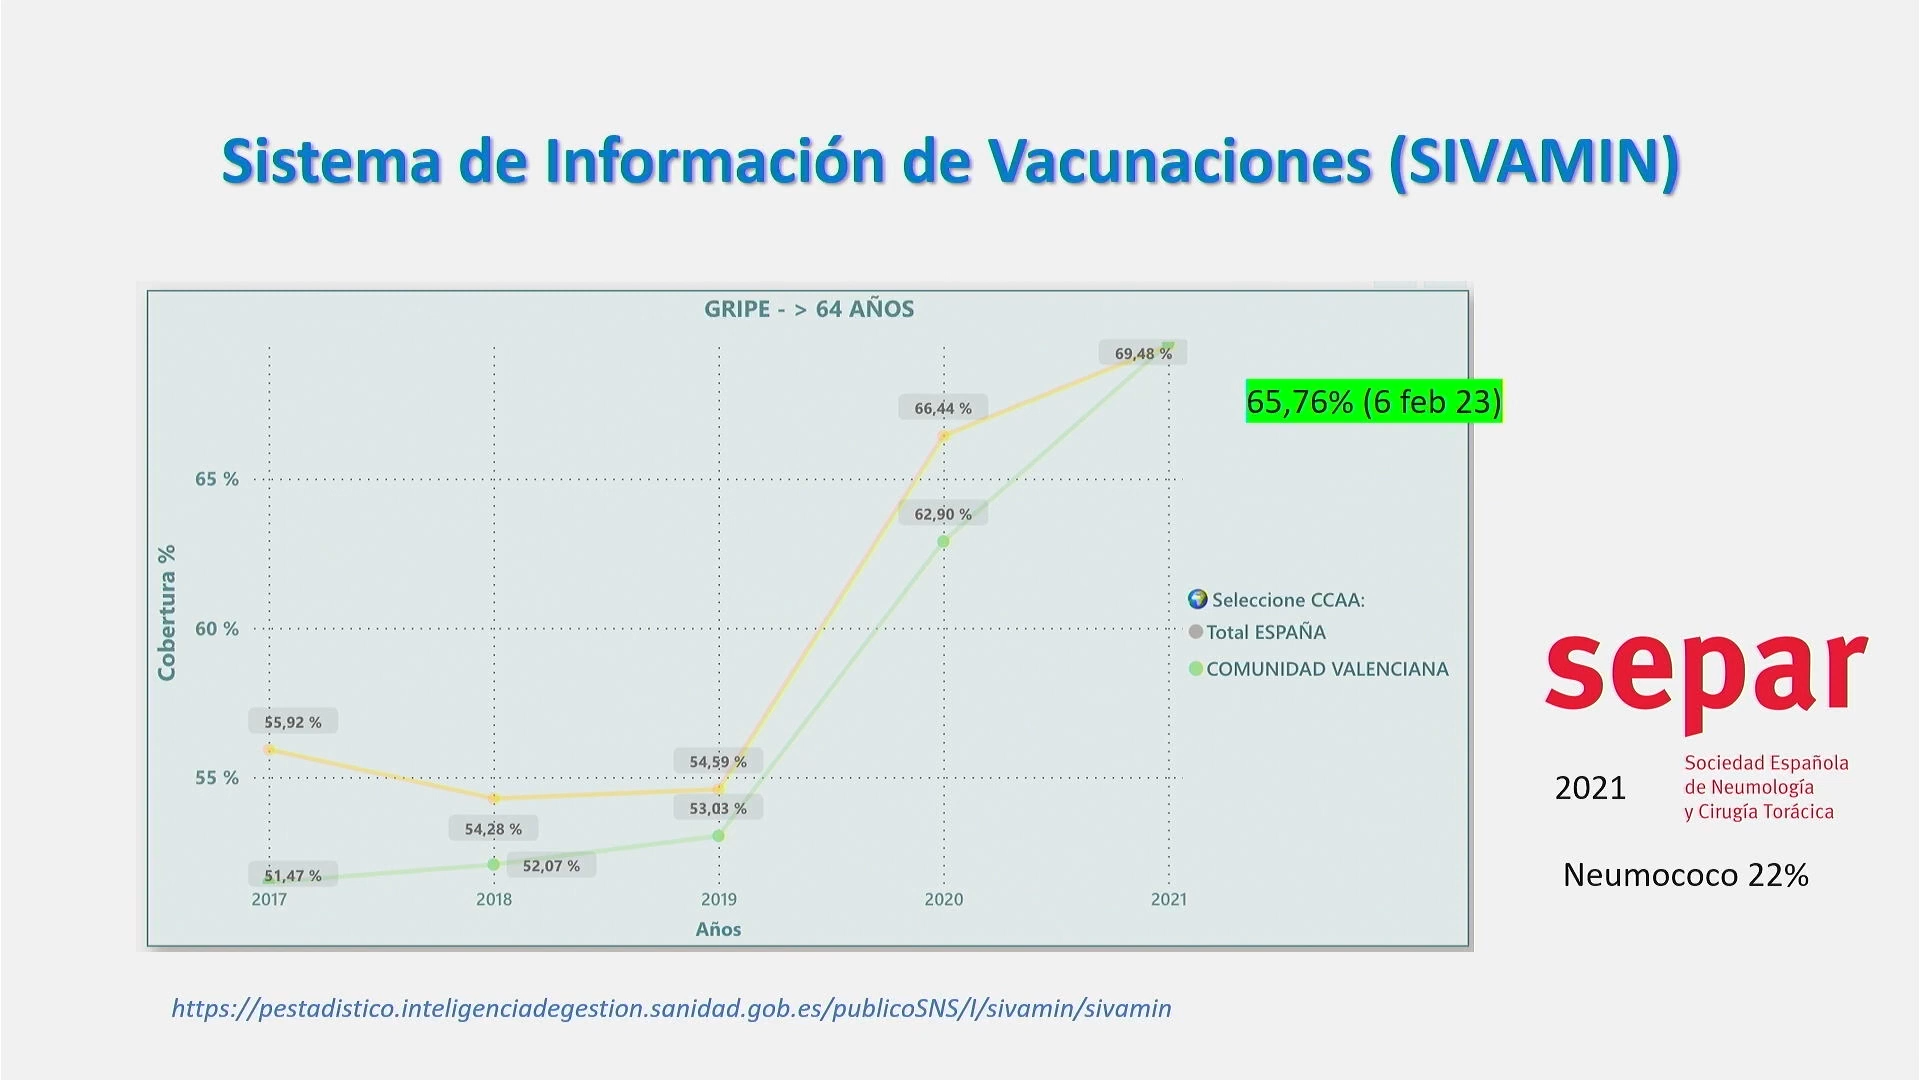 Sistema de Información de Vacunaciones (SIVAMIN)
GRIPE - > 64 AÑOS
69,48 %
65,76% (6 feb 23)
66,44 %
65 %
62,90 %
Cobertura %
Seleccione CCAA:
60 %
Total ESPAÑA
COMUNIDAD VALENCIANA
separ
Sociedad Española
de Neumología
y Cirugía Torácica
2021
Neumococo 22%
55,92 %
54,59 %
55 %
53,03 %
54,28 %
52,07 %
51,47 %
2017 2018 2019 2020 2021
Años
https://pestadistico.inteligenciadegestion.sanidad.gob.es/publicoSNS/I/sivamin/sivamin